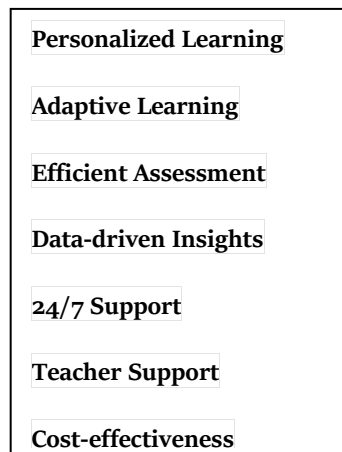 Personalized Learning
Adaptive Learning
Efficient Assessment
Data-driven Insights
24/7 Support
Teacher Support
Cost-effectiveness